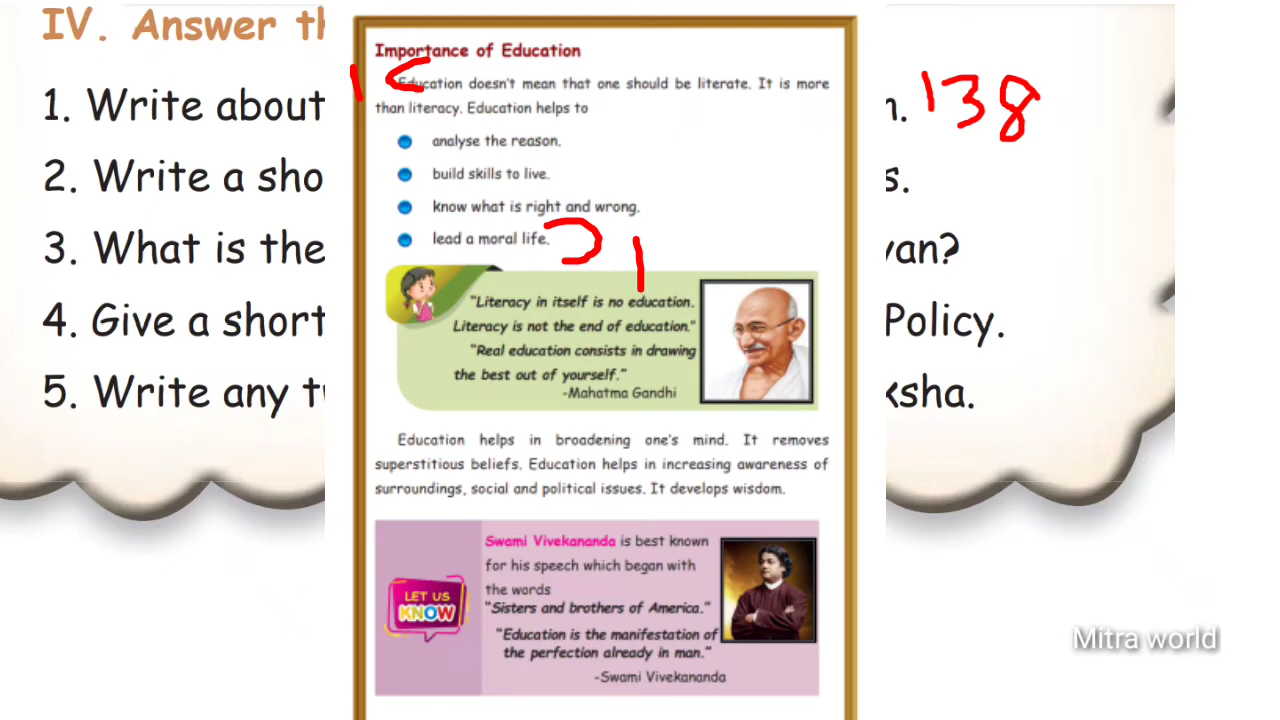 IV. Answer th
1. Write about
n. 138
2. Write a sho
s.
3. What is the
van?
4. Give a short
Policy.
5. Write any tw
ksha.
Importance of Education
Education doesn't mean that one should be literate. It is more
than literacy. Education helps to
analyse the reason.
build skills to live.
know what is right and wrong.
lead a moral life.
"Literacy in itself is no education.
Literacy is not the end of education."
"Real education consists in drawing
the best out of yourself."
-Mahatma Gandhi
Education helps in broadening one's mind. It removes
superstitious beliefs. Education helps in increasing awareness of
surroundings, social and political issues. It develops wisdom.
LET US
KNOW
Swami Vivekananda is best known
for his speech which began with
the words
"Sisters and brothers of America."
"Education is the manifestation of
the perfection already in man."
-Swami Vivekananda
Mitra world